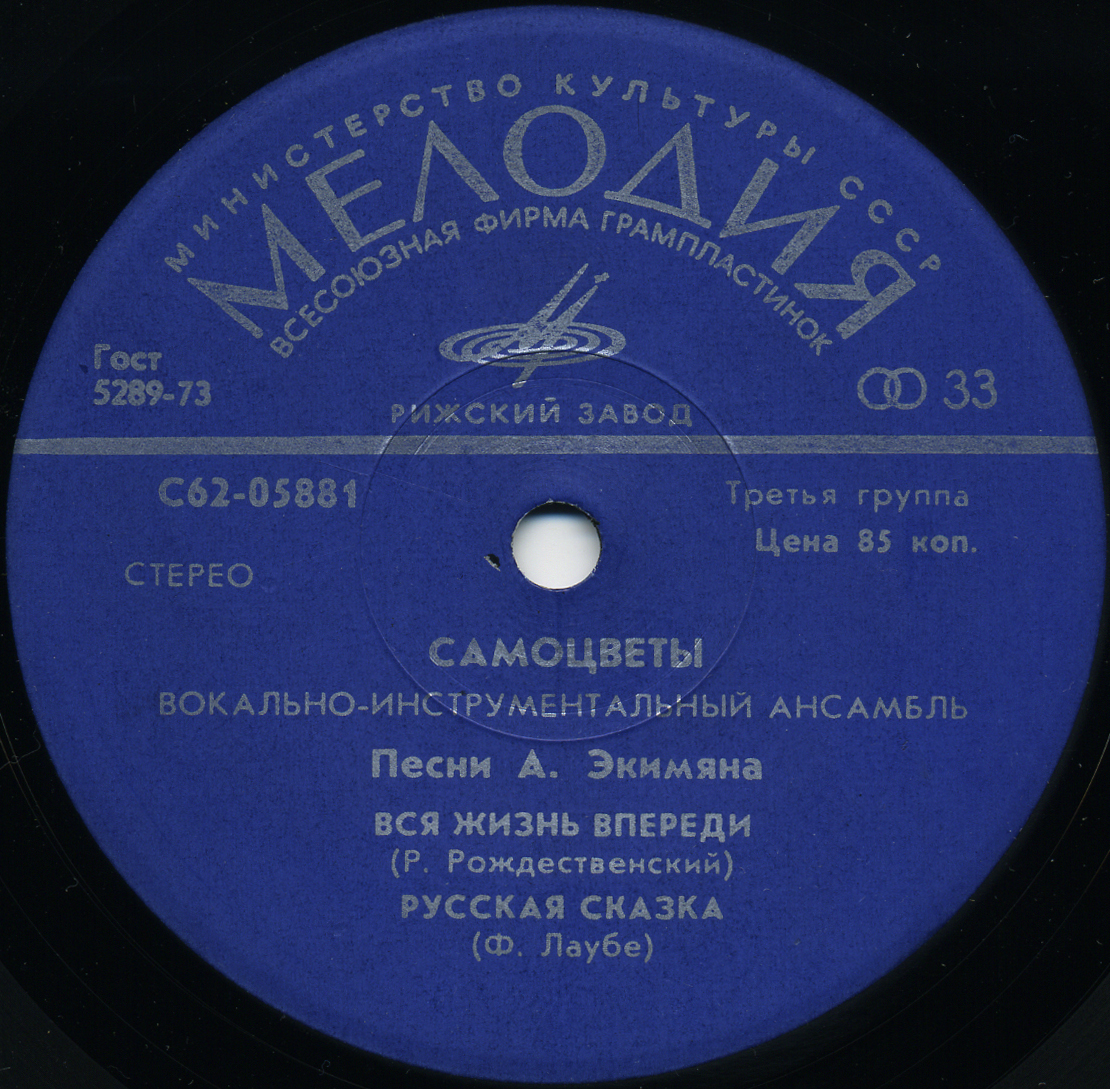 МИНИСТЕРСТВО КУЛЬТУРЫ СССР
МЕЛОДИЯ
ВСЕСОЮЗНАЯ ФИРМА ГРАМПЛАСТИНОК
Гост
5289-73
33
РИЖСКИЙ ЗАВОД
С62-05881
Третья группа
Цена 85 коп.
СТЕРЕО
САМОЦВЕТЫ
ВОКАЛЬНО-ИНСТРУМЕНТАЛЬНЫЙ АНСАМБЛЬ
Песни А. Экимяна
ВСЯ ЖИЗНЬ ВПЕРЕДИ
(Р. Рождественский)
РУССКАЯ СКАЗКА
(Ф. Лаубе)